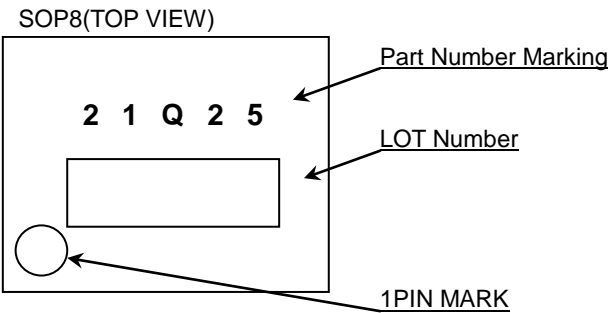 SOP8(TOP VIEW)
Part Number Marking
2 1 Q 2 5
LOT Number
1PIN MARK